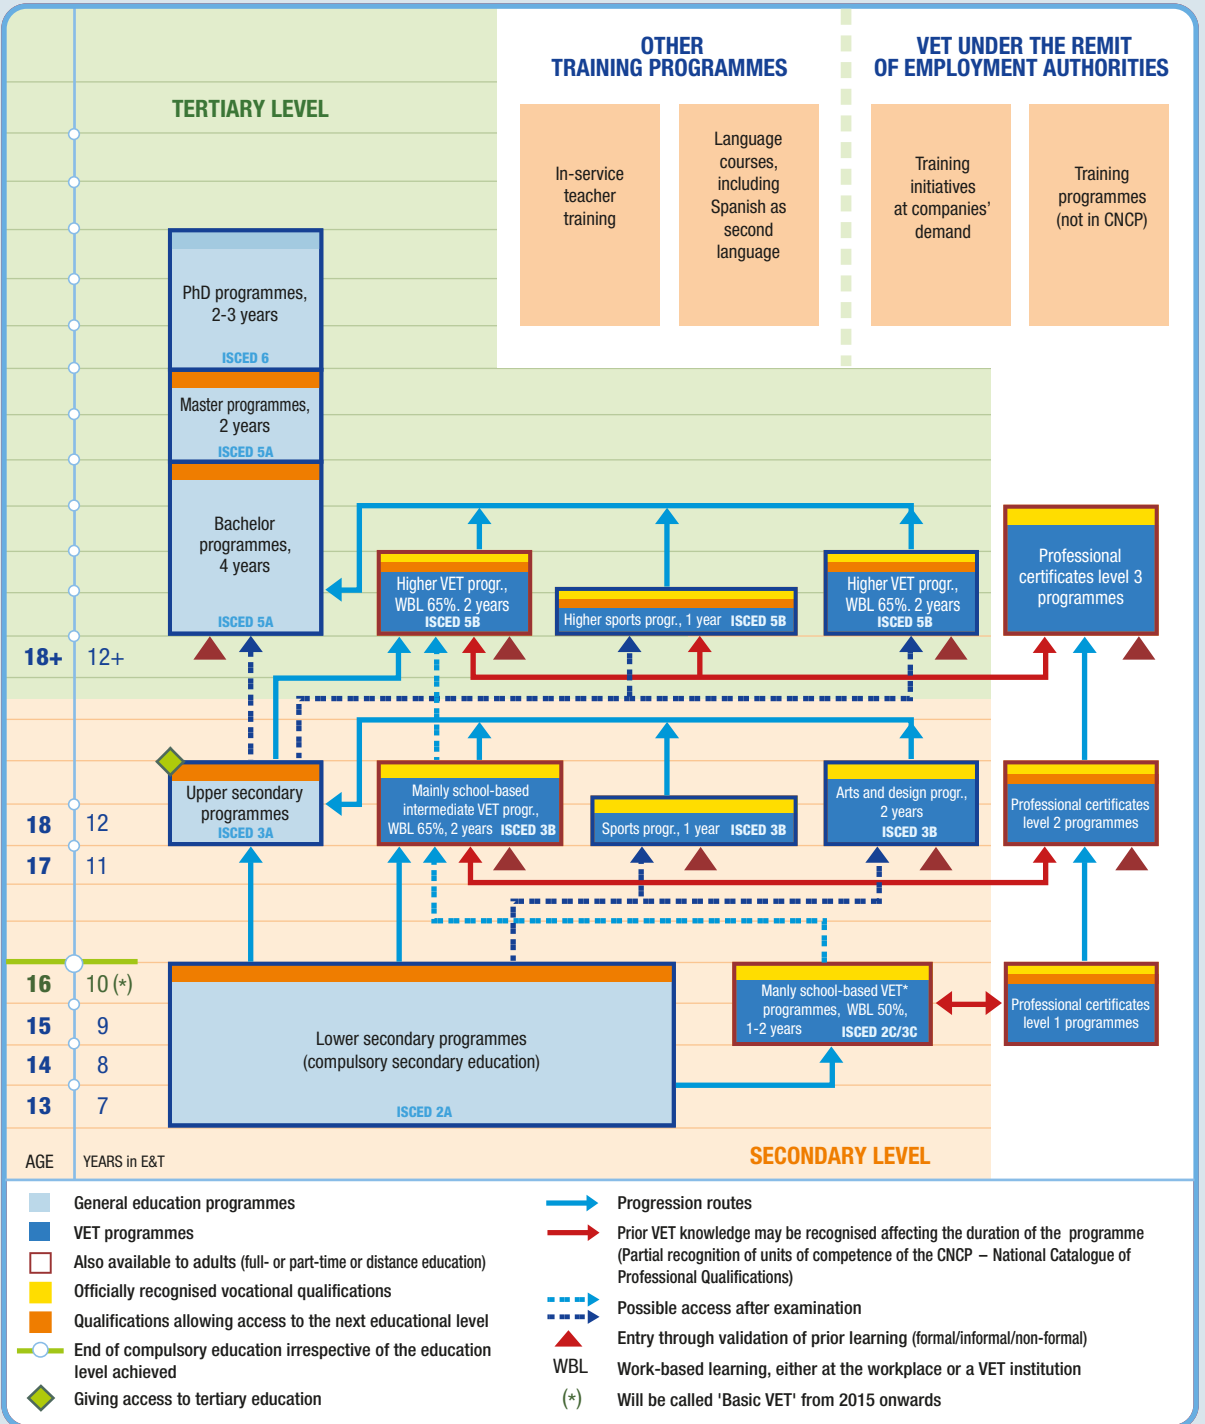 OTHER
TRAINING PROGRAMMES
VET UNDER THE REMIT
OF EMPLOYMENT AUTHORITIES
TERTIARY LEVEL
In-service
teacher
training
Language
courses,
including
Spanish as
second
language
Training
initiatives
at companies'
demand
Training
programmes
(not in CNCP)
PhD programmes,
2-3 years
ISCED 6
Master programmes,
2 years
ISCED 5A
Bachelor
programmes,
4 years
ISCED 5A
Higher VET progr.,
WBL 65%. 2 years
ISCED 5B
Higher sports progr., 1 year ISCED 5B
Higher VET progr.,
WBL 65%. 2 years
ISCED 5B
Professional
certificates level 3
programmes
18+ 12+
Upper secondary
programmes
ISCED 3A
Mainly school-based
intermediate VET progr.,
WBL 65%, 2 years ISCED 3B
Sports progr., 1 year ISCED 3B
Arts and design progr.,
2 years
ISCED 3B
Professional certificates
level 2 programmes
18 12
17 11
16 10 (*)
15 9
14 8
13 7
Lower secondary programmes
(compulsory secondary education)
ISCED 2A
Manly school-based VET*
programmes, WBL 50%,
1-2 years ISCED 2C/3C
Professional certificates
level 1 programmes
AGE YEARS in E&T
SECONDARY LEVEL
General education programmes
VET programmes
Also available to adults (full- or part-time or distance education)
Officially recognised vocational qualifications
Qualifications allowing access to the next educational level
End of compulsory education irrespective of the education
level achieved
Giving access to tertiary education
Progression routes
Prior VET knowledge may be recognised affecting the duration of the programme
(Partial recognition of units of competence of the CNCP – National Catalogue of
Professional Qualifications)
Possible access after examination
Entry through validation of prior learning (formal/informal/non-formal)
WBL Work-based learning, either at the workplace or a VET institution
(*) Will be called 'Basic VET' from 2015 onwards